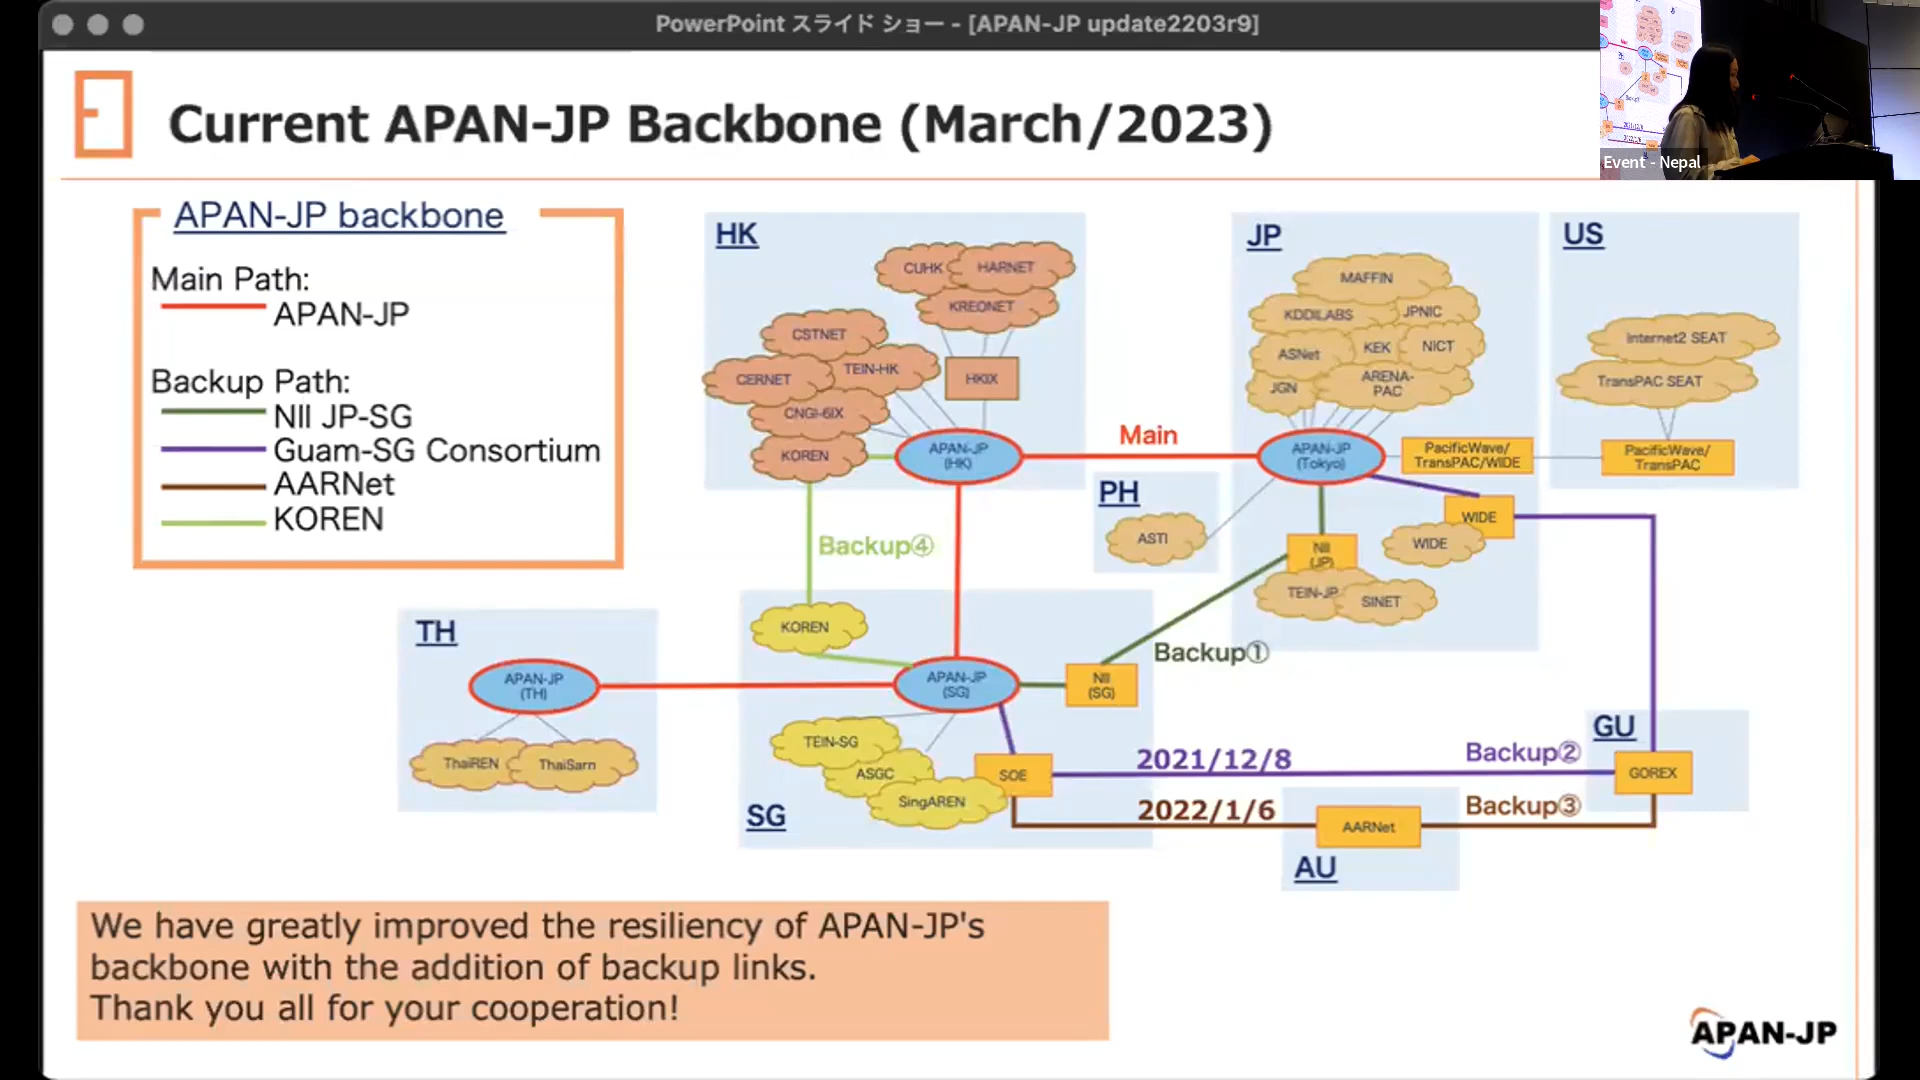 PowerPoint スライド ショー - [APAN-JP update2203r9]
Current APAN-JP Backbone (March/2023)
Event - Nepal
APAN-JP backbone
Main Path:
APAN-JP
Backup Path:
NII JP-SG
Guam-SG Consortium
AARNet
KOREN
HK
CUHK
HARNET
KREONET
CSTNET
TEIN-HK
CERNET
HKIX
CNGI-6IX
KOREN
APAN-JP
(HK)
Main
JP
MAFFIN
KDDILABS
JPNIC
ASNet
KEK
NICT
JGN
ARENA-
PAC
APAN-JP
(Tokyo)
PacificWave/
TransPAC/WIDE
US
Internet2 SEAT
TransPAC SEAT
PacificWave/
TransPAC
PH
ASTI
WIDE
WIDE
NII
(JP)
TEIN-JP
SINET
Backup④
Backup①
TH
APAN-JP
(TH)
ThaiREN
ThaiSarn
KOREN
APAN-JP
(SG)
NII
(SG)
TEIN-SG
ASGC
SingAREN
SOE
SG
2021/12/8
Backup②
GU
GOREX
2022/1/6
Backup③
AARNet
AU
We have greatly improved the resiliency of APAN-JP's
backbone with the addition of backup links.
Thank you all for your cooperation!
APAN-JP